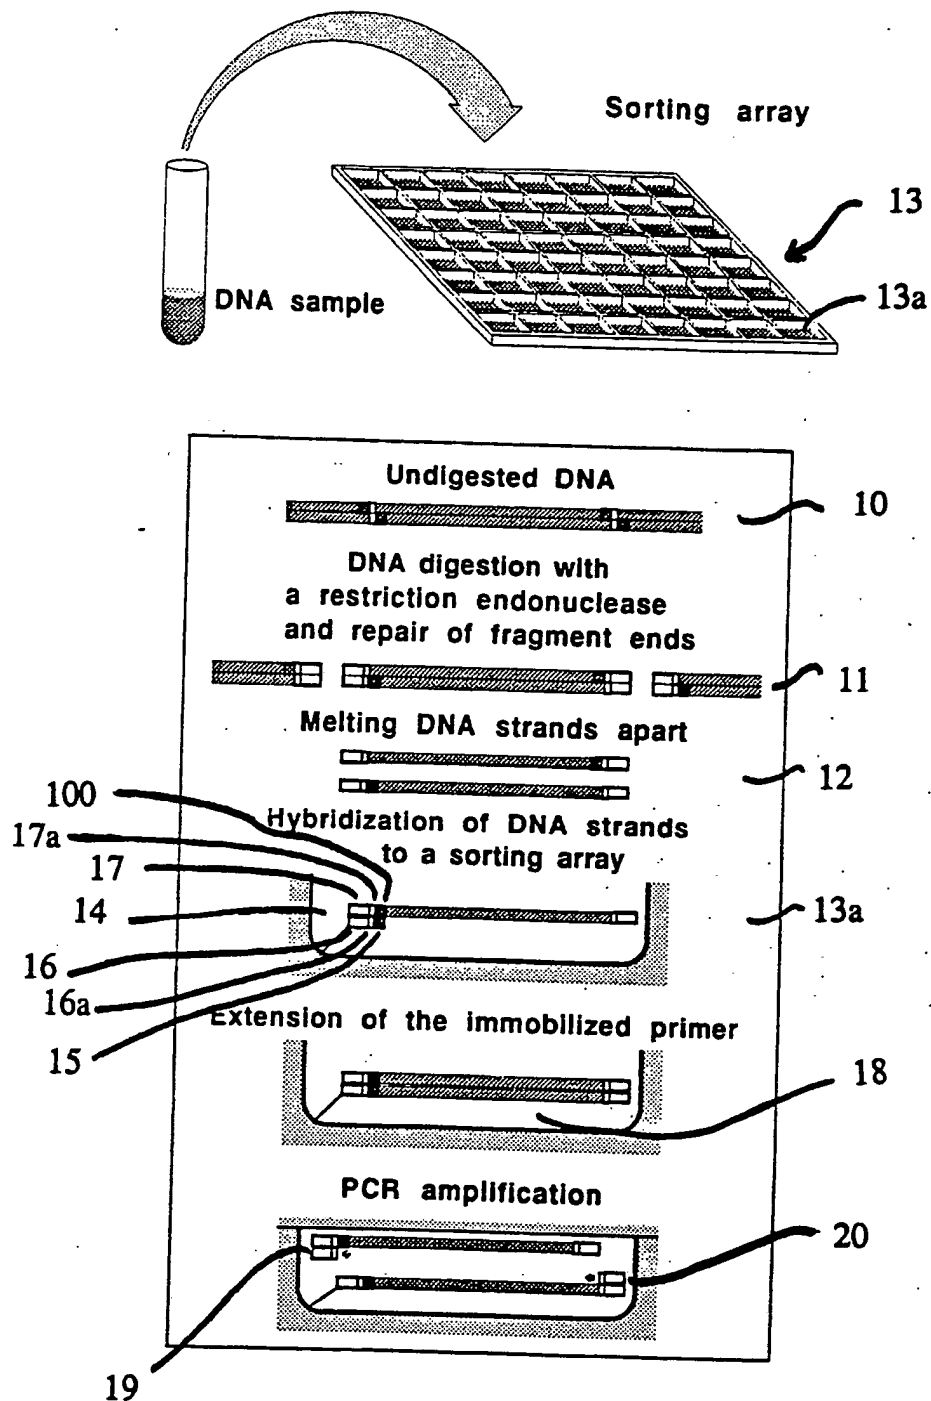 Sorting array
13
DNA sample
13a
Undigested DNA
10
DNA digestion with
a restriction endonuclease
and repair of fragment ends
11
Melting DNA strands apart
12
100
Hybridization of DNA strands
17a
to a sorting array
17
14
13a
16
16a
Extension of the immobilized primer
15
18
PCR amplification
20
19